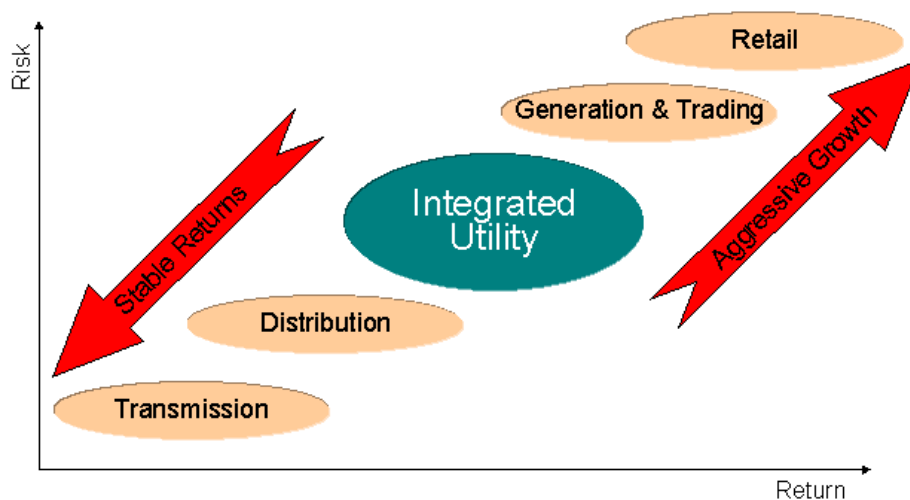 Retail
Risk
Generation & Trading
Aggressive Growth
Integrated
Utility
Stable Returns
Distribution
Transmission
Return